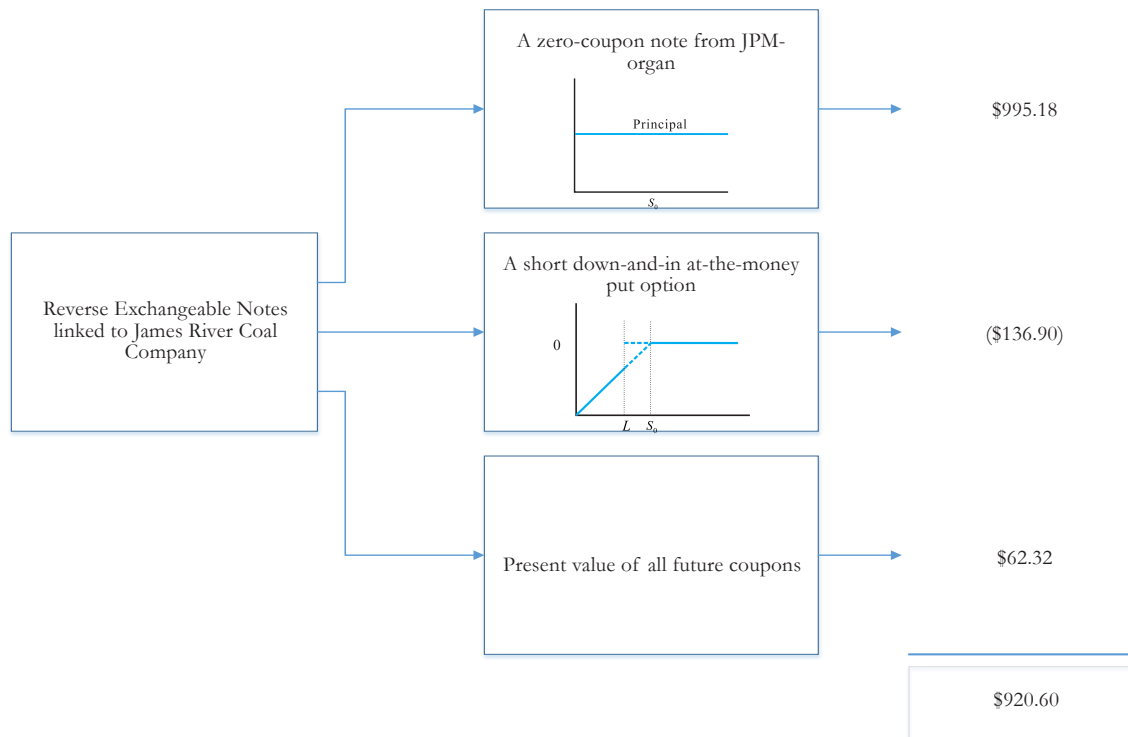 A zero-coupon note from JPM-
organ
Principal
S₀
$995.18
Reverse Exchangeable Notes
linked to James River Coal
Company
A short down-and-in at-the-money
put option
0
L S₀
($136.90)
Present value of all future coupons
$62.32
$920.60